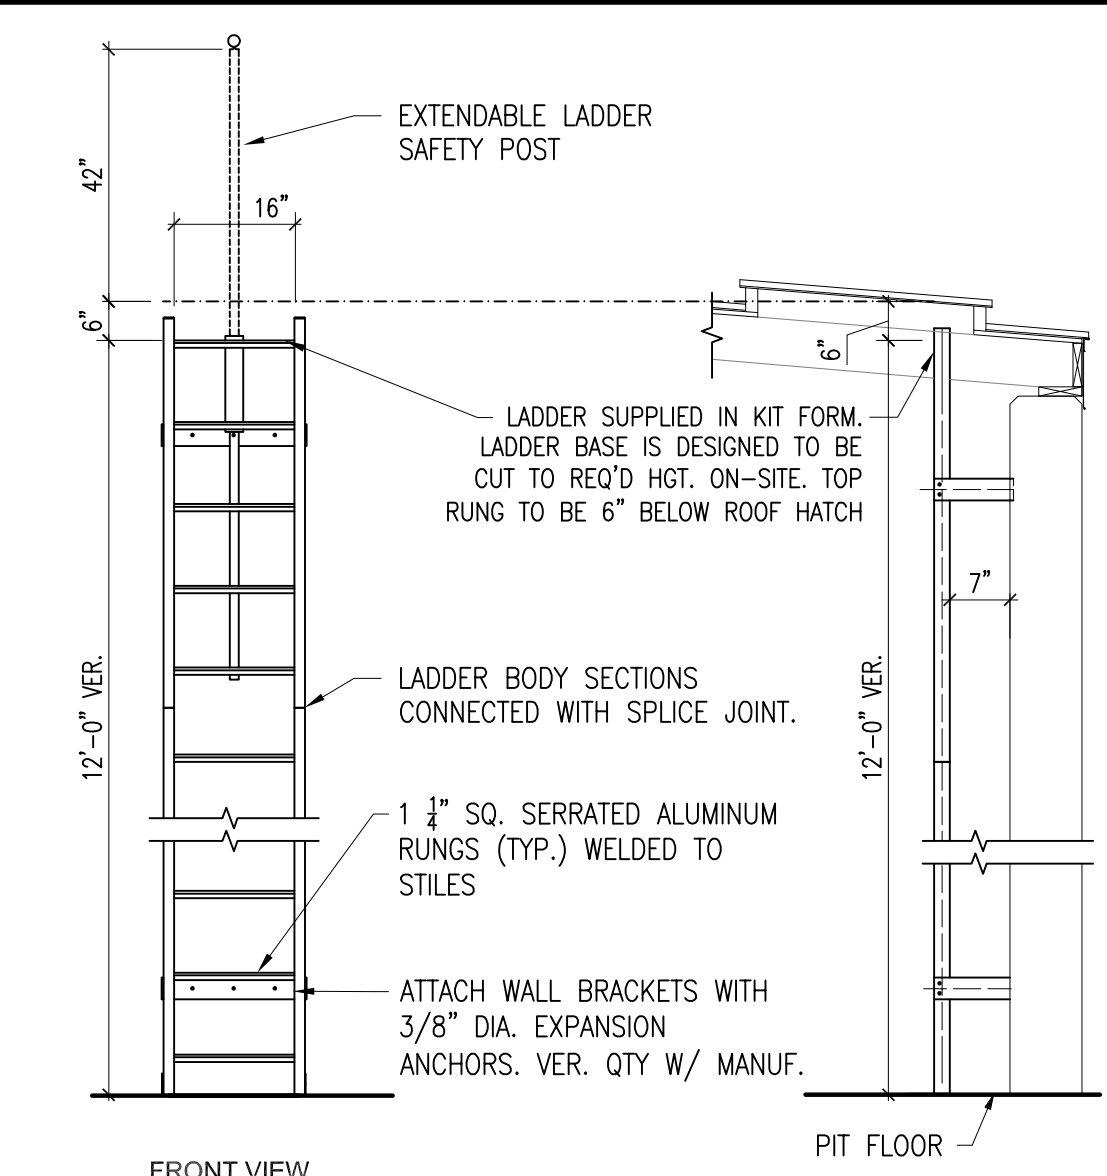 EXTENDABLE LADDER
SAFETY POST
42"
16"
6"
6"
LADDER SUPPLIED IN KIT FORM.
LADDER BASE IS DESIGNED TO BE
CUT TO REQ'D HGT. ON-SITE. TOP
RUNG TO BE 6" BELOW ROOF HATCH
7"
12'-0" VER.
12'-0" VER.
LADDER BODY SECTIONS
CONNECTED WITH SPLICE JOINT.
1 1/4" SQ. SERRATED ALUMINUM
RUNGS (TYP.) WELDED TO
STILES
ATTACH WALL BRACKETS WITH
3/8" DIA. EXPANSION
ANCHORS. VER. QTY W/ MANUF.
PIT FLOOR
FRONT VIEW